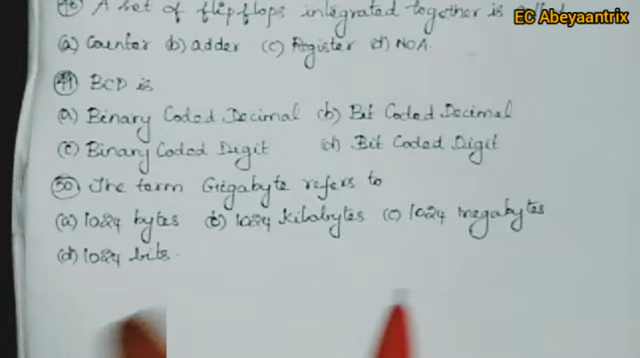 A set of flipflops integrated together is called
EC Abeyaantrix
(a) Counter (b) adder (c) Register (d) NOA.
49 BCD is
(a) Binary Coded Decimal (b) Bit Coded Decimal
(c) Binary Coded Digit (d) Bit Coded Digit
50 The term Gigabyte refers to
(a) 1024 bytes (b) 1024 kilobytes (c) 1024 megabytes
(d) 1024 bits.